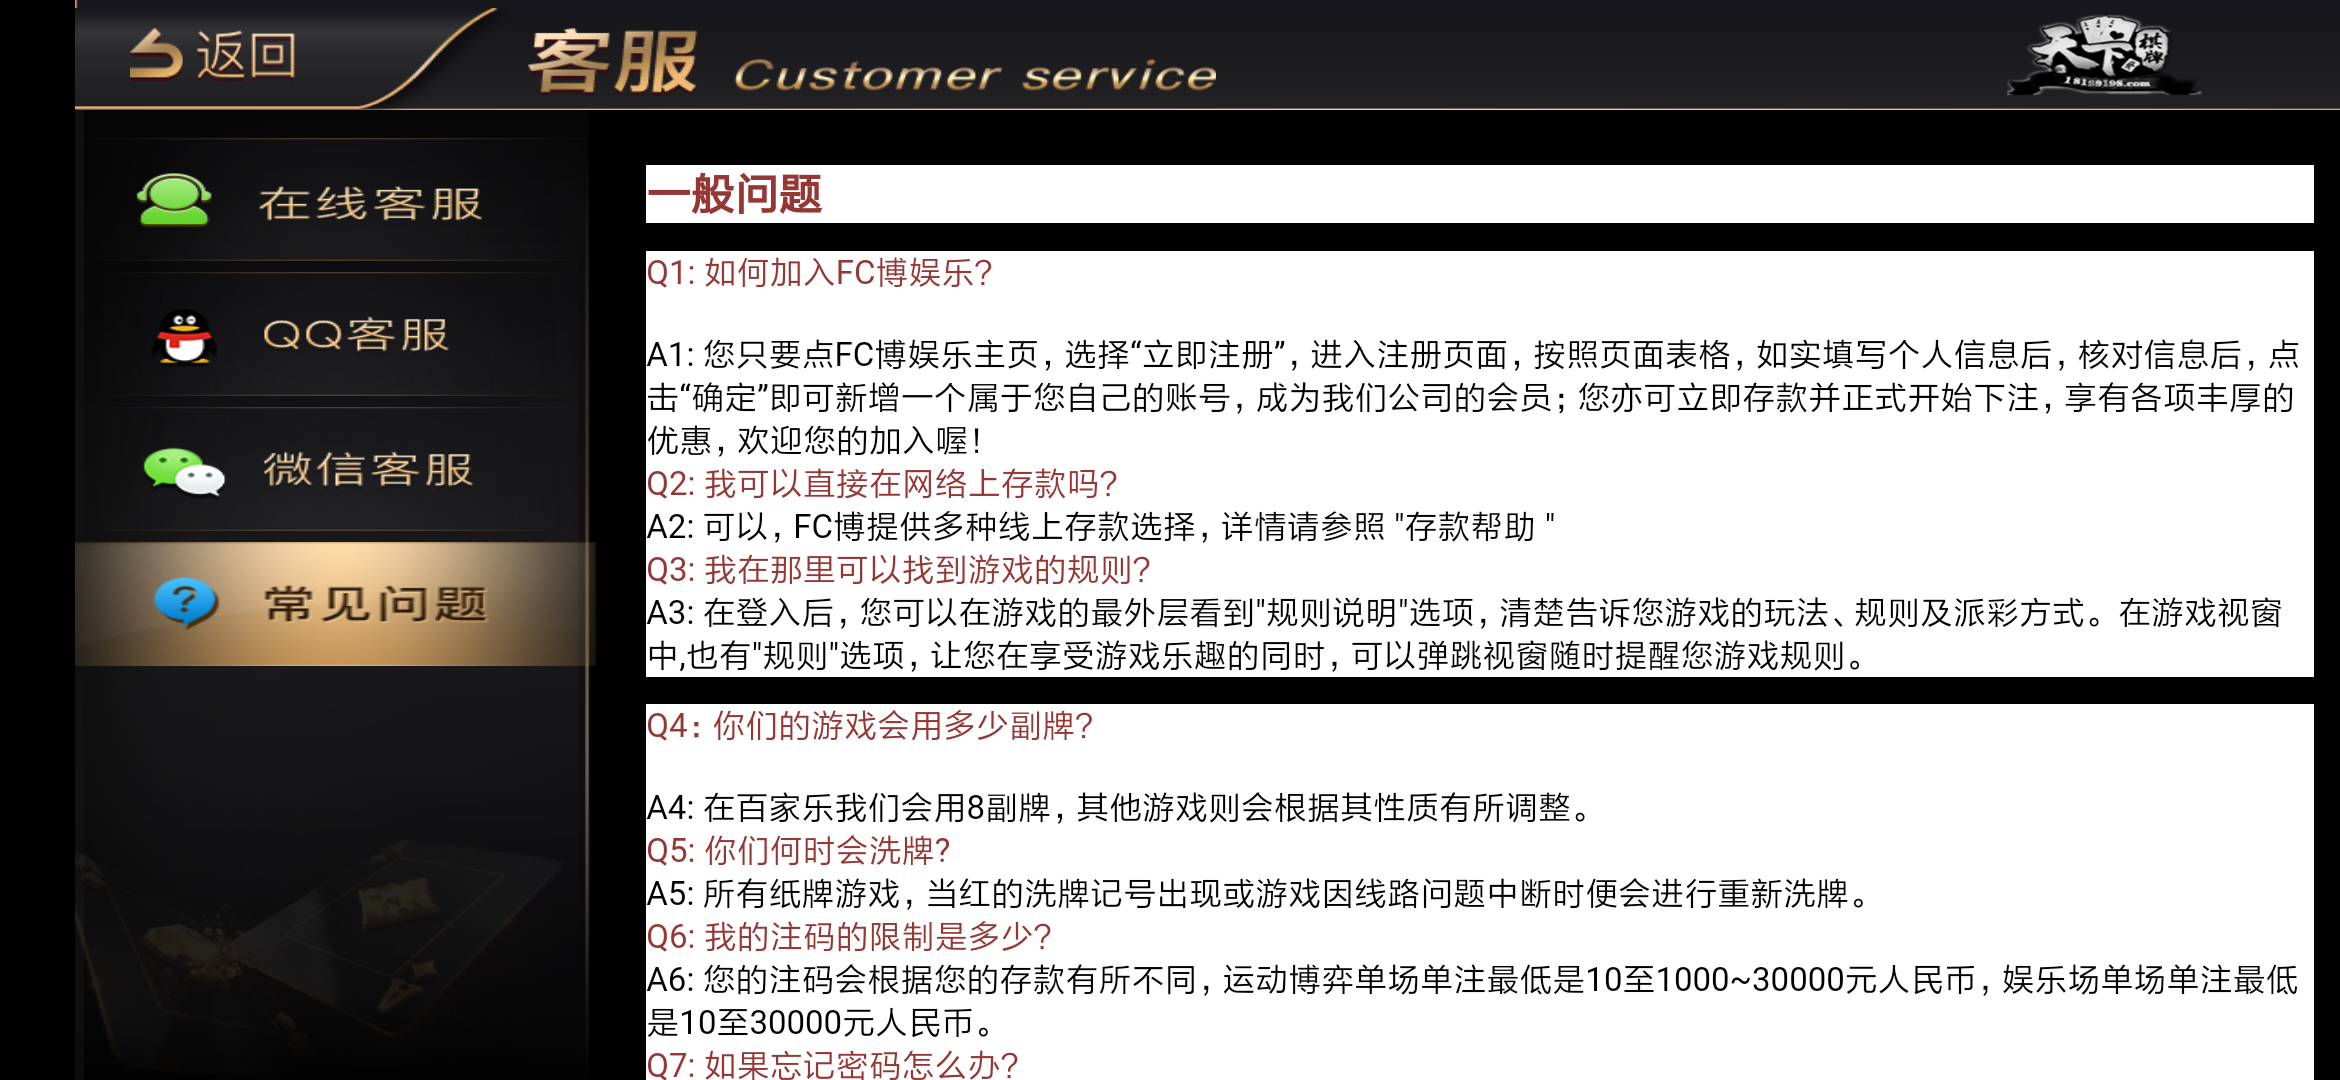 返回
客服 Customer service
天下棋牌
18189198.com
在线客服
QQ客服
微信客服
常见问题
一般问题
Q1: 如何加入FC博娱乐?
A1: 您只要点FC博娱乐主页，选择“立即注册”，进入注册页面，按照页面表格，如实填写个人信息后，核对信息后，点
击“确定”即可新增一个属于您自己的账号，成为我们公司的会员；您亦可立即存款并正式开始下注，享有各项丰厚的
优惠，欢迎您的加入喔！
Q2: 我可以直接在网络上存款吗?
A2: 可以，FC博提供多种线上存款选择，详情请参照 "存款帮助 "
Q3: 我在那里可以找到游戏的规则?
A3: 在登入后，您可以在游戏的最外层看到"规则说明"选项，清楚告诉您游戏的玩法、规则及派彩方式。在游戏视窗
中,也有"规则"选项，让您在享受游戏乐趣的同时，可以弹跳视窗随时提醒您游戏规则。
Q4：你们的游戏会用多少副牌?
A4: 在百家乐我们会用8副牌，其他游戏则会根据其性质有所调整。
Q5: 你们何时会洗牌?
A5: 所有纸牌游戏，当红的洗牌记号出现或游戏因线路问题中断时便会进行重新洗牌。
Q6: 我的注码的限制是多少?
A6: 您的注码会根据您的存款有所不同，运动博弈单场单注最低是10至1000~30000元人民币，娱乐场单场单注最低
是10至30000元人民币。
Q7: 如果忘记密码怎么办?